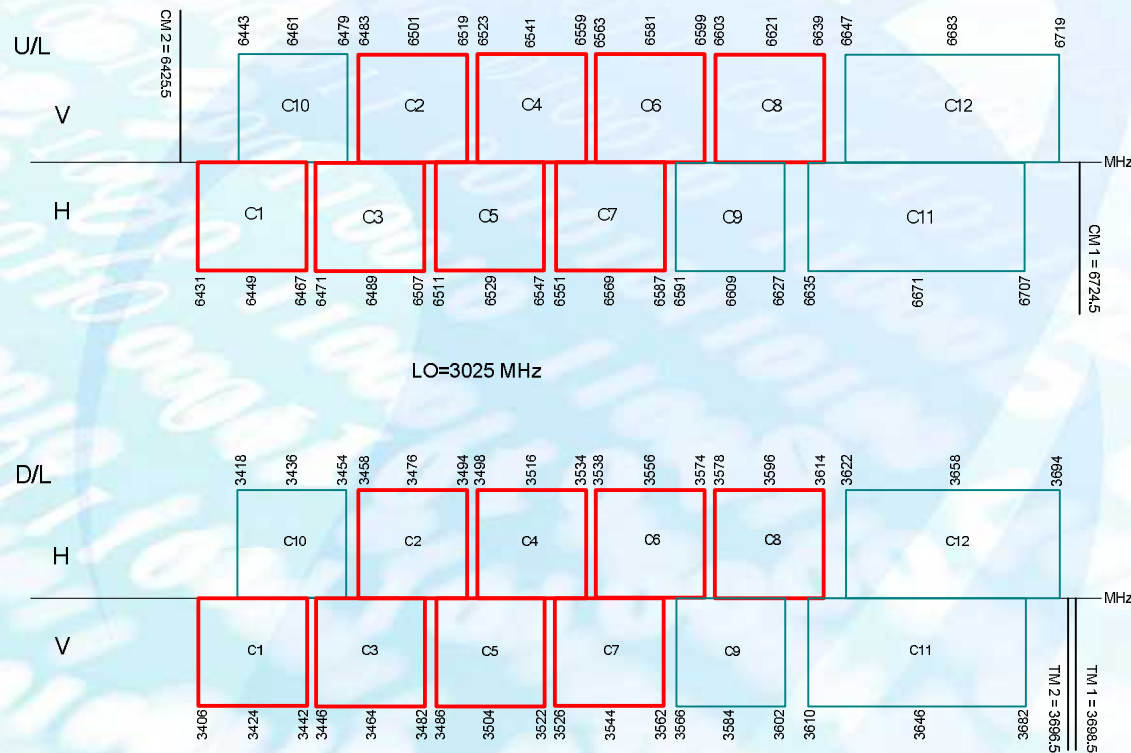 U/L
CM 2 = 6425.5
6443 6461 6479 6483 6501 6519 6523 6541 6559 6563 6581 6599 6603 6621 6639 6647 6683 6719
V
C10 C2 C4 C6 C8 C12
MHz
H
C1 C3 C5 C7 C9 C11
CM 1 = 6724.5
6431 6449 6467 6471 6489 6507 6511 6529 6547 6551 6569 6587 6591 6609 6627 6635 6671 6707
LO=3025 MHz
D/L
3418 3436 3454 3458 3476 3494 3498 3516 3534 3538 3556 3574 3578 3596 3614 3622 3658 3694
H
C10 C2 C4 C6 C8 C12
MHz
V
C1 C3 C5 C7 C9 C11
TM 2 = 3696.5
TM 1 = 3698.5
3406 3424 3442 3446 3464 3482 3486 3504 3522 3526 3544 3562 3566 3584 3602 3610 3646 3682